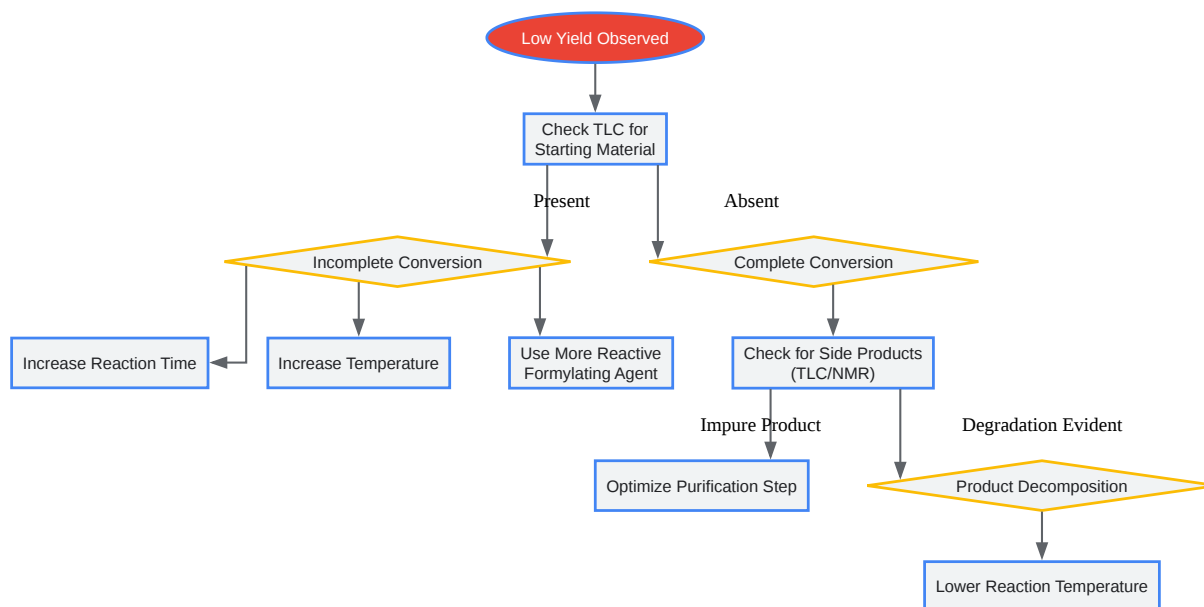 Low Yield Observed
Check TLC for
Starting Material
Present
Absent
Incomplete Conversion
Complete Conversion
Increase Reaction Time
Increase Temperature
Use More Reactive
Formylating Agent
Check for Side Products
(TLC/NMR)
Impure Product
Degradation Evident
Optimize Purification Step
Product Decomposition
Lower Reaction Temperature